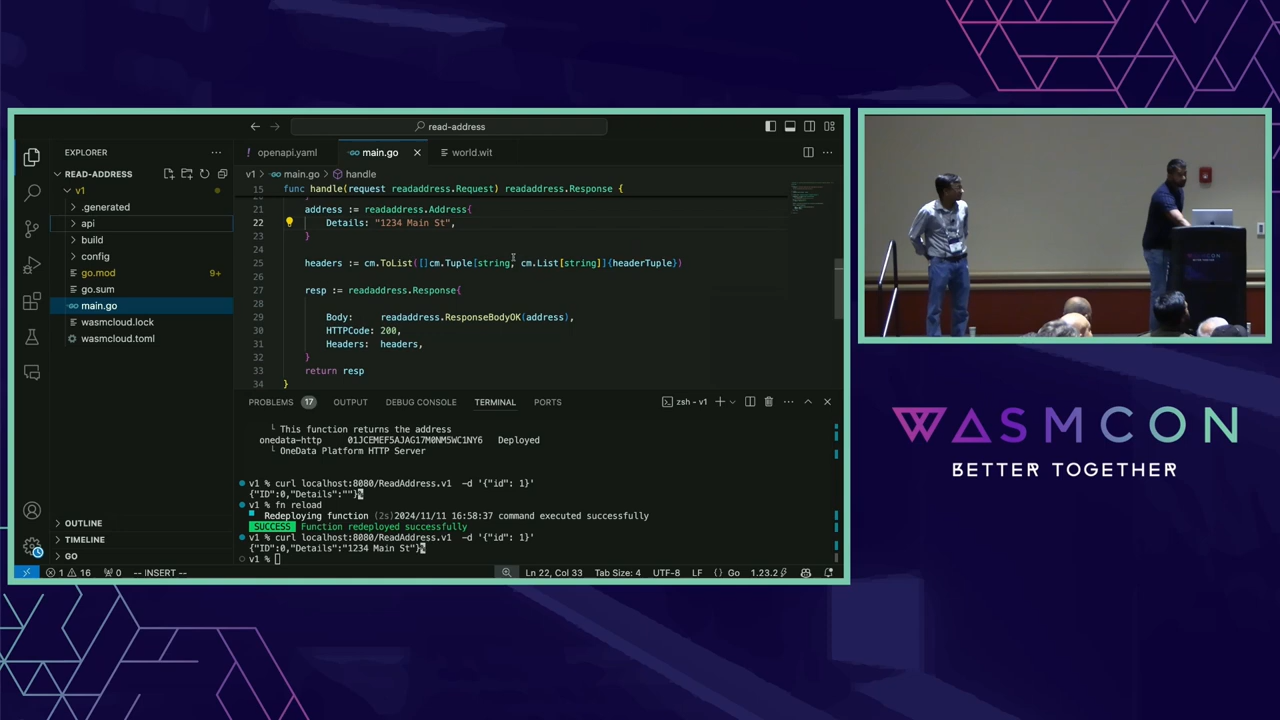 read-address
EXPLORER
READ-ADDRESS
v1
.generated
api
build
config
go.mod 9+
go.sum
main.go
wasmcloud.lock
wasmcloud.toml
OUTLINE
TIMELINE
GO
openapi.yaml
main.go
world.wit
v1 > main.go > handle
15 func handle(request readaddress.Request) readaddress.Response {
21 address := readaddress.Address{
22 Details: "1234 Main St",
23 }
24
25 headers := cm.ToList([]cm.Tuple[string, cm.List[string]]{headerTuple})
26
27 resp := readaddress.Response{
28
29 Body: readaddress.ResponseBodyOK(address),
30 HTTPCode: 200,
31 Headers: headers,
32 }
33 return resp
34 }
PROBLEMS 17 OUTPUT DEBUG CONSOLE TERMINAL PORTS zsh - v1
└ This function returns the address
onedata-http 01JCEMEF5AJAG17M0NM5WC1NY6 Deployed
└ OneData Platform HTTP Server
v1 % curl localhost:8080/ReadAddress.v1 -d '{"id": 1}'
{"ID":0,"Details":""}%
v1 % fn reload
Redeploying function (2s)2024/11/11 16:58:37 command executed successfully
SUCCESS Function redeployed successfully
v1 % curl localhost:8080/ReadAddress.v1 -d '{"id": 1}'
{"ID":0,"Details":"1234 Main St"}%
v1 %
1 16 0 -- INSERT -- Ln 22, Col 33 Tab Size: 4 UTF-8 LF {} Go 1.23.2
WASMCON
BETTER TOGETHER